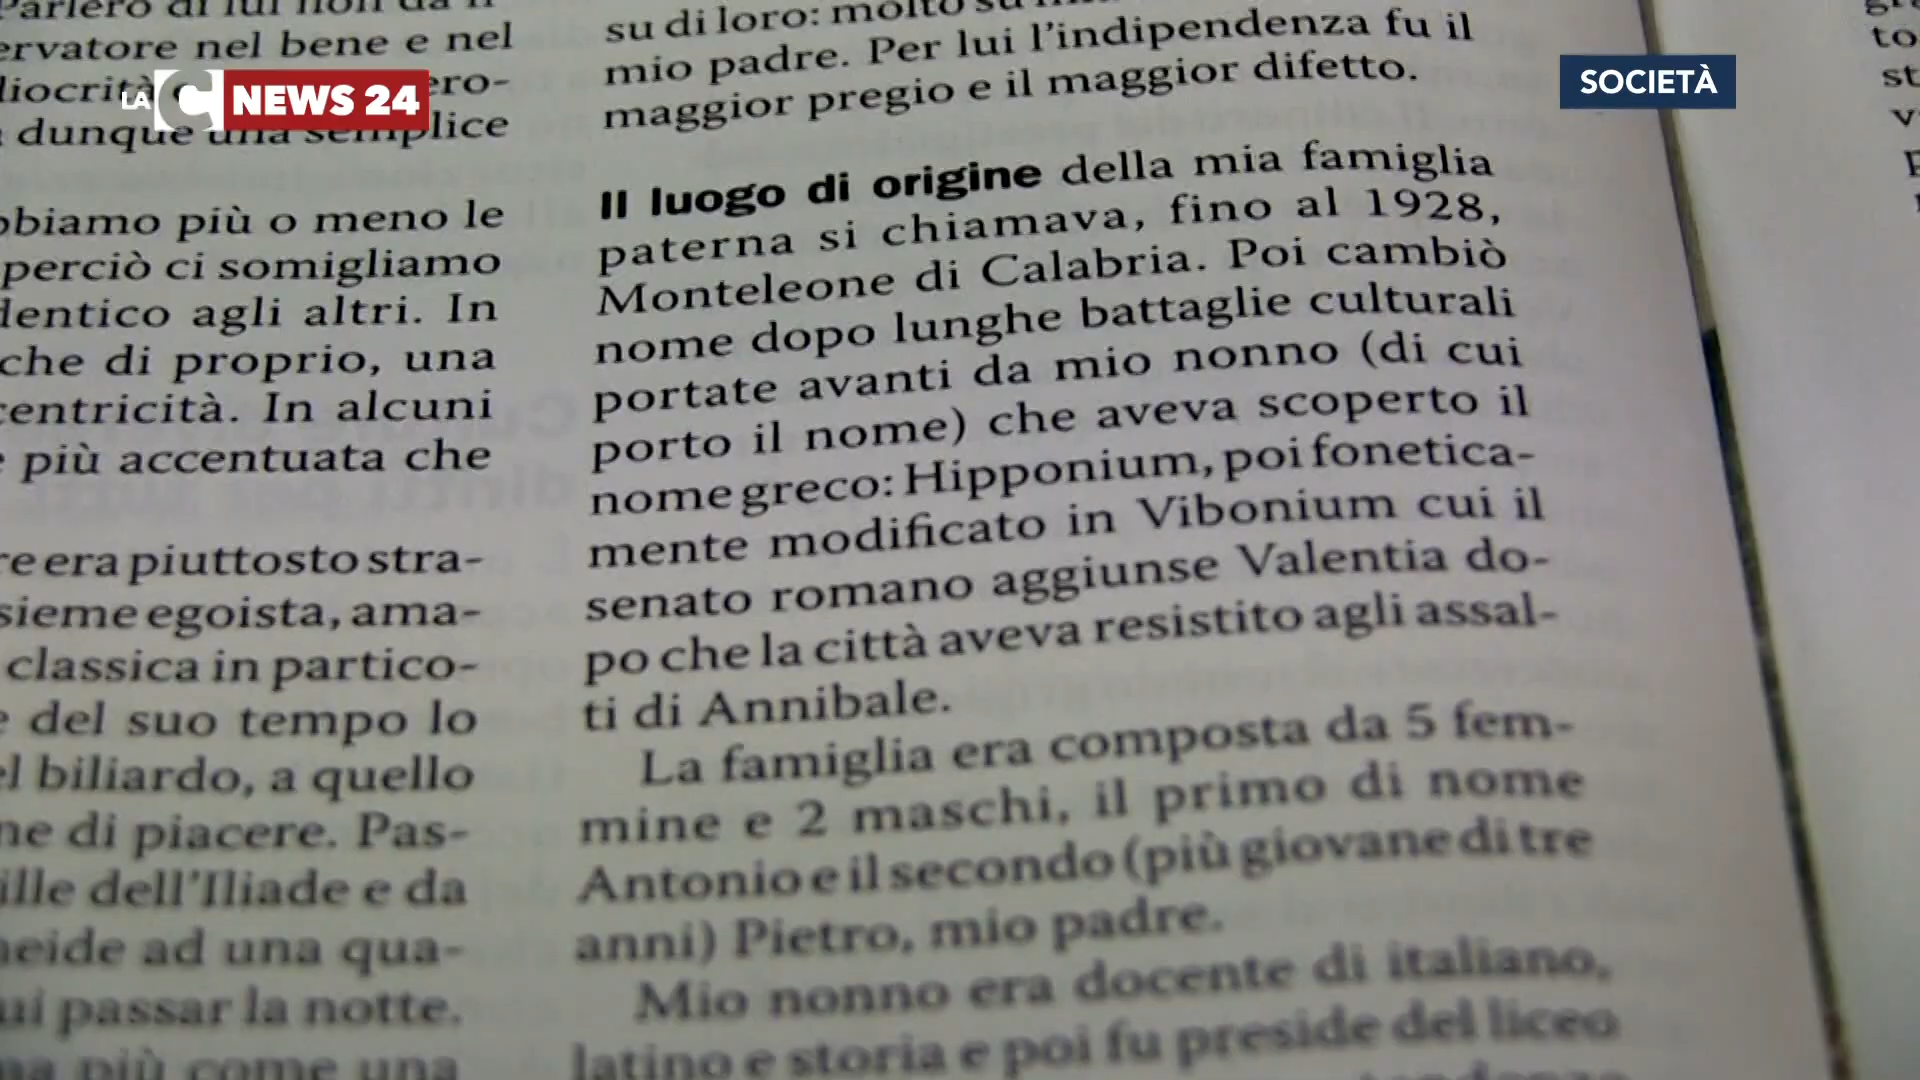 ervatore nel bene e nel
dunque una semplice
più o meno le
perciò ci somigliamo
agli altri. In
che di proprio, una
In alcuni
più accentuata che
era piuttosto stra-
egoista, ama-
classica in partico-
del suo tempo lo
biliardo, a quello
di piacere. Pas-
dell'Iliade e da
ad una qua-
passar la notte.
più come una
su di loro: molto su
mio padre. Per lui l'indipendenza fu il
maggior pregio e il maggior difetto.
Il luogo di origine della mia famiglia
paterna si chiamava, fino al 1928,
Monteleone di Calabria. Poi cambiò
nome dopo lunghe battaglie culturali
portate avanti da mio nonno (di cui
porto il nome) che aveva scoperto il
nome greco: Hipponium, poi fonetica-
mente modificato in Vibonium cui il
senato romano aggiunse Valentia do-
po che la città aveva resistito agli assal-
ti di Annibale.
La famiglia era composta da 5 fem-
mine e 2 maschi, il primo di nome
Antonio e il secondo (più giovane di tre
anni) Pietro, mio padre.
Mio nonno era docente di italiano,
latino e storia e poi fu preside del liceo
LA C NEWS 24
SOCIETÀ